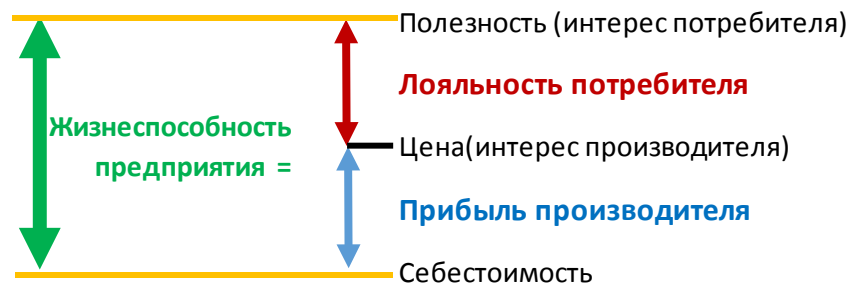 Полезность (интерес потребителя)
Лояльность потребителя
Жизнеспособность
предприятия =
Цена(интерес производителя)
Прибыль производителя
Себестоимость